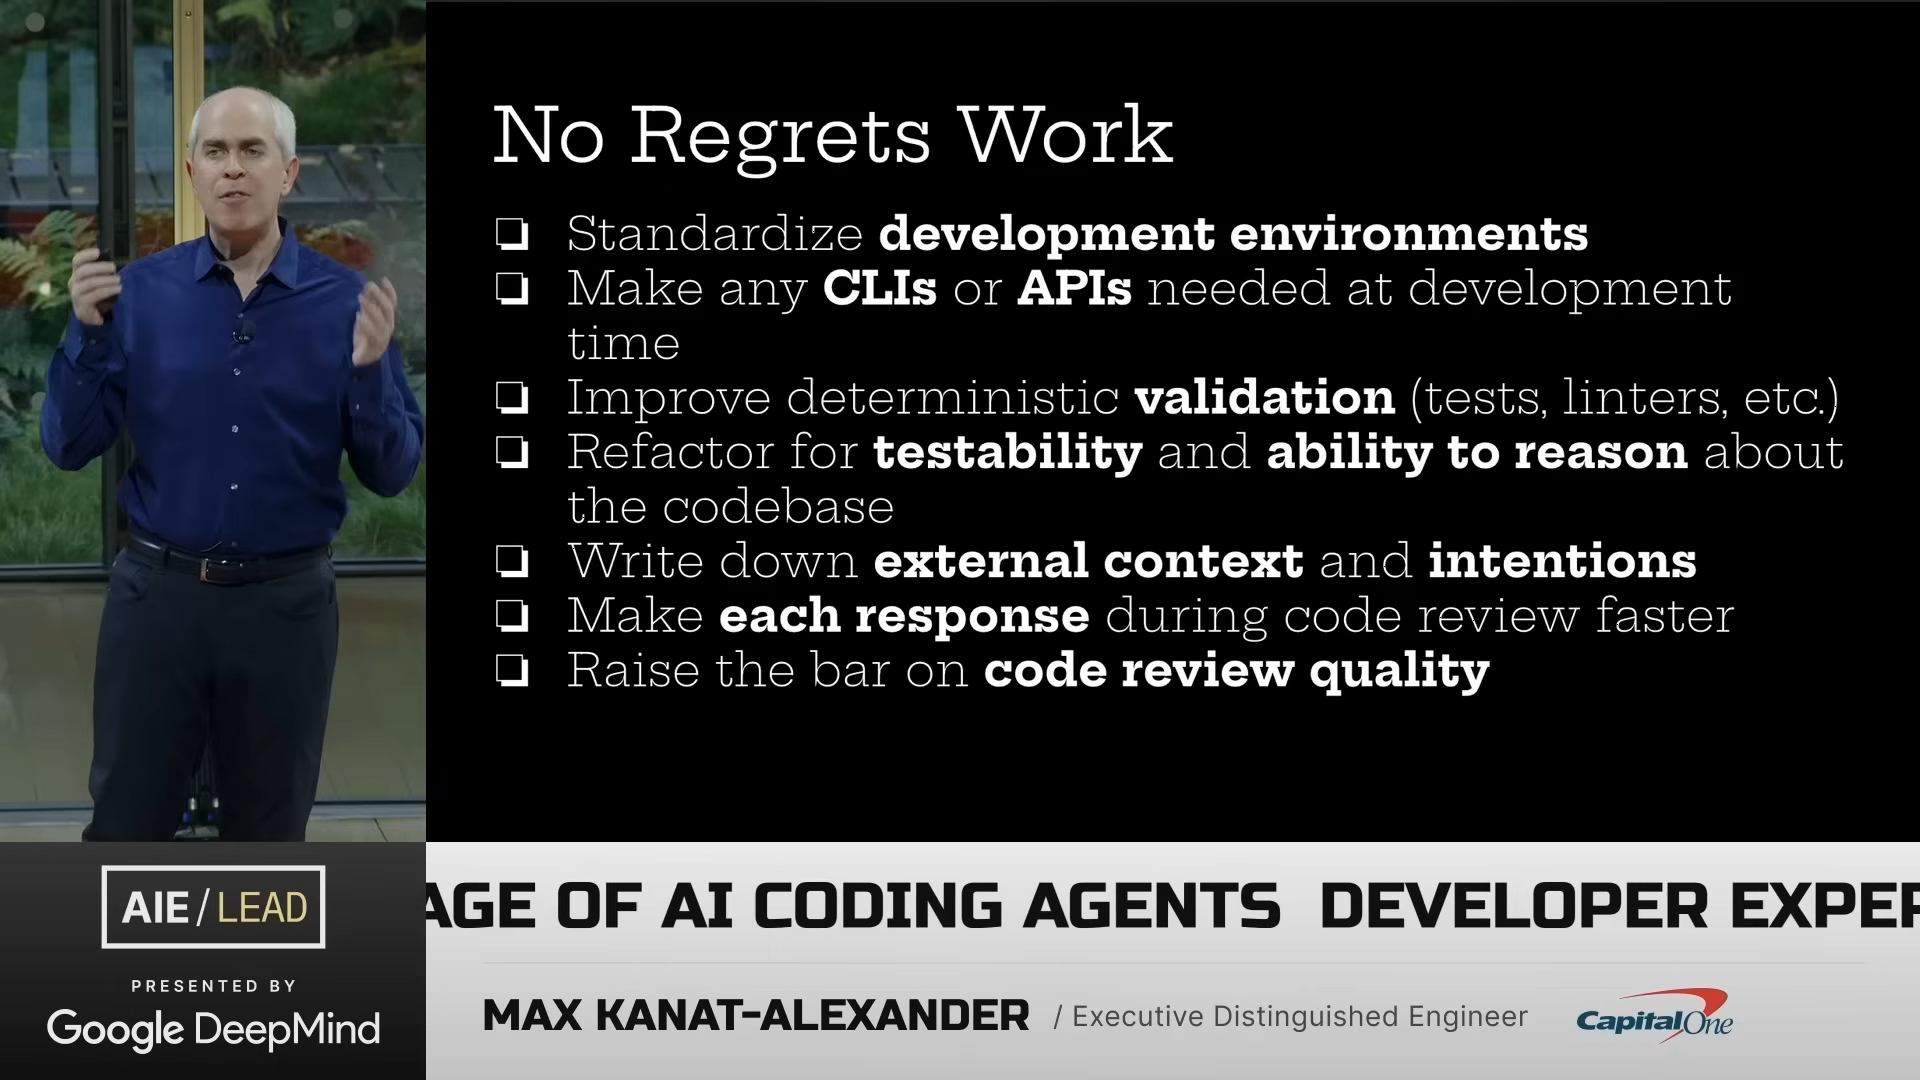 No Regrets Work
Standardize development environments
Make any CLIs or APIs needed at development
time
Improve deterministic validation (tests, linters, etc.)
Refactor for testability and ability to reason about
the codebase
Write down external context and intentions
Make each response during code review faster
Raise the bar on code review quality
AIE/LEAD
PRESENTED BY
Google DeepMind
AGE OF AI CODING AGENTS DEVELOPER EXPER
MAX KANAT-ALEXANDER / Executive Distinguished Engineer
CapitalOne